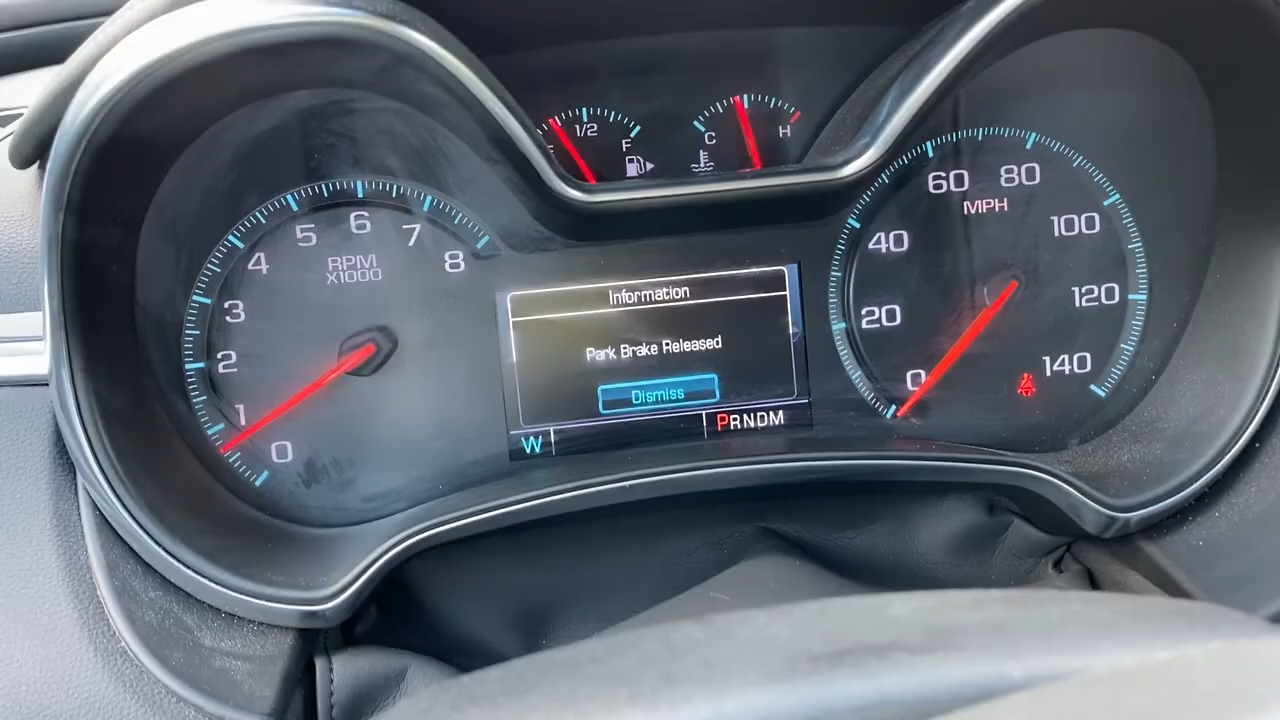 1/2
F
C
H
0
1
2
3
4
5
6
7
8
RPM
X1000
Information
Park Brake Released
Dismiss
W
PRNDM
0
20
40
60
80
100
120
140
MPH